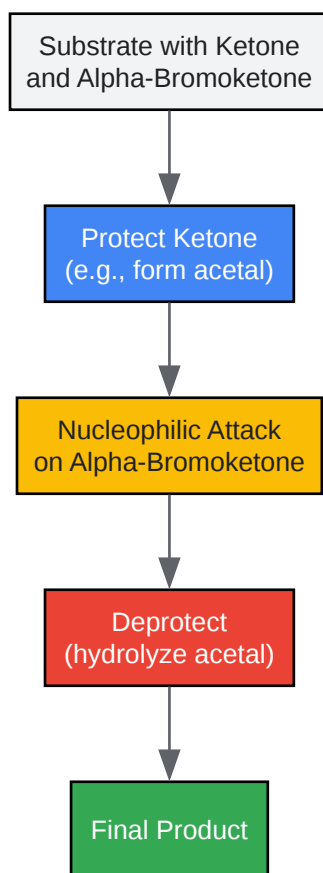 Substrate with Ketone
and Alpha-Bromoketone
Protect Ketone
(e.g., form acetal)
Nucleophilic Attack
on Alpha-Bromoketone
Deprotect
(hydrolyze acetal)
Final Product